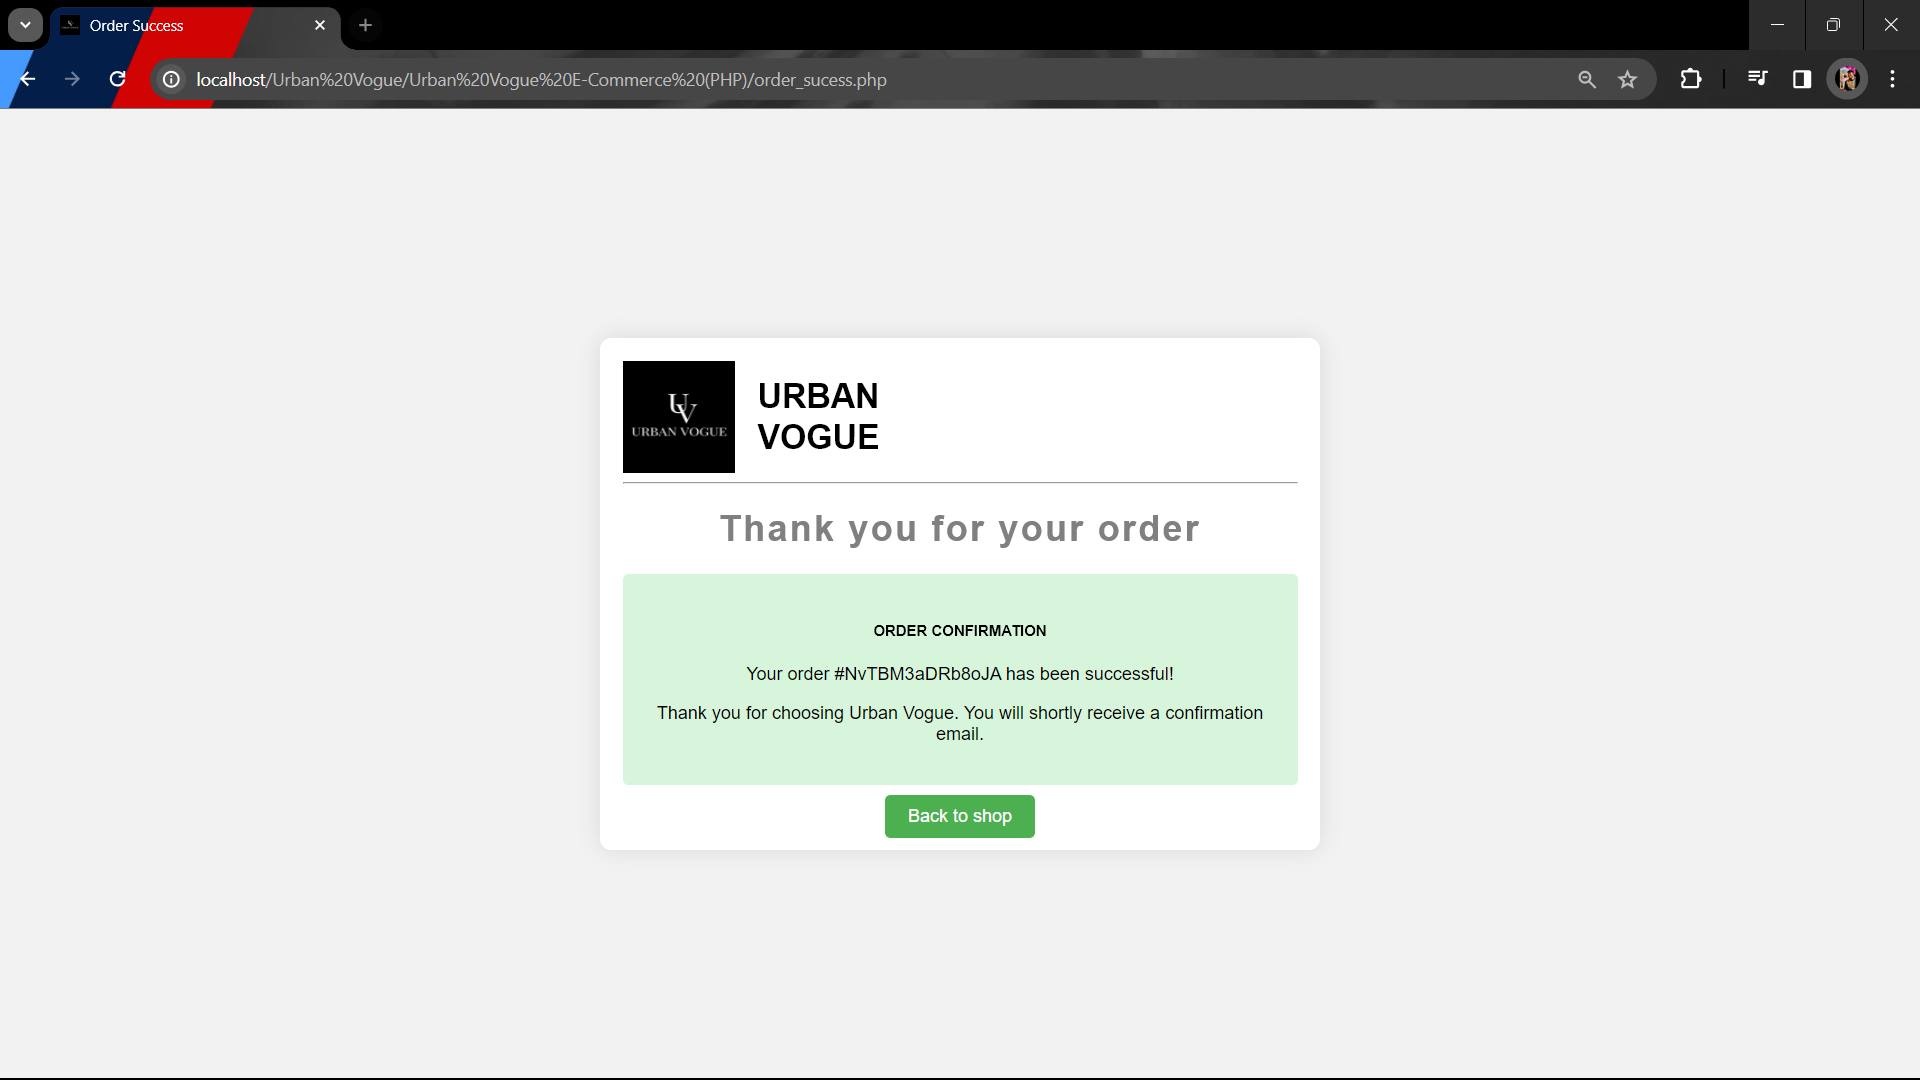 Order Success
localhost/Urban%20Vogue/Urban%20Vogue%20E-Commerce%20(PHP)/order_sucess.php
UV
URBAN VOGUE
URBAN
VOGUE
Thank you for your order
ORDER CONFIRMATION
Your order #NvTBM3aDRb8oJA has been successful!
Thank you for choosing Urban Vogue. You will shortly receive a confirmation
email.
Back to shop